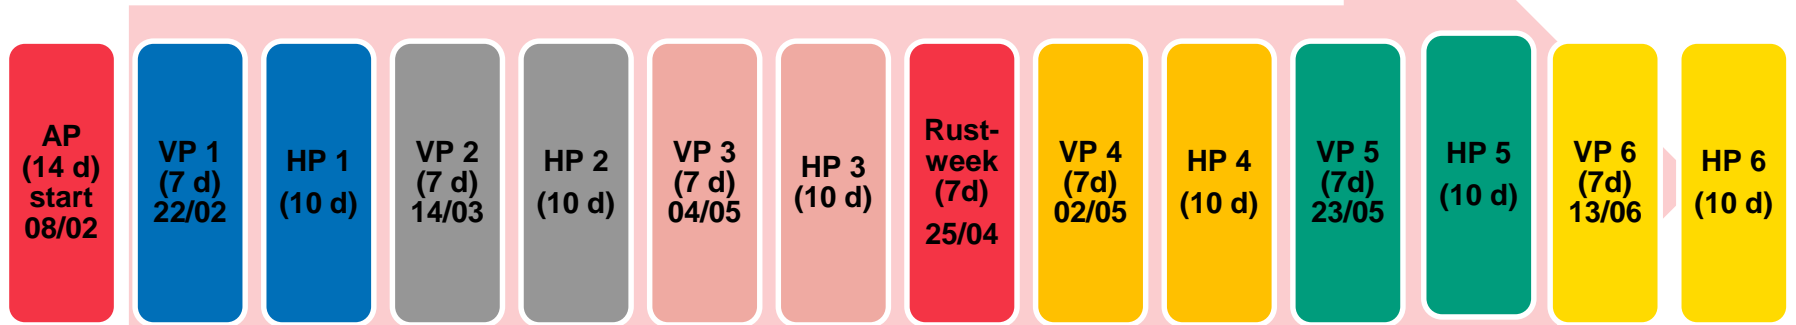 AP
(14 d)
start
08/02
VP 1
(7 d)
22/02
HP 1
(10 d)
VP 2
(7 d)
14/03
HP 2
(10 d)
VP 3
(7 d)
04/05
HP 3
(10 d)
Rust-
week
(7d)
25/04
VP 4
(7d)
02/05
HP 4
(10 d)
VP 5
(7d)
23/05
HP 5
(10 d)
VP 6
(7d)
13/06
HP 6
(10 d)